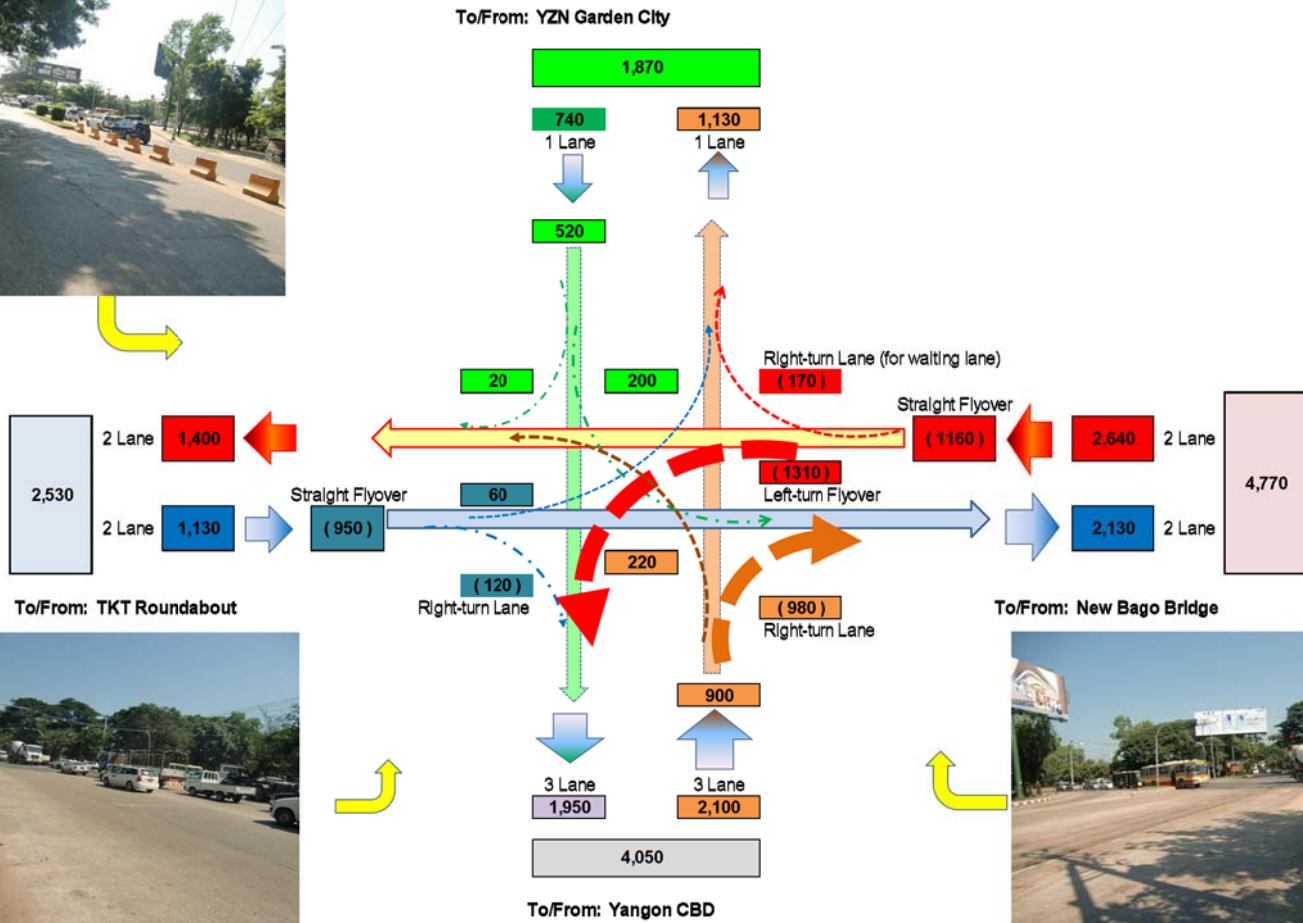 To/From: YZN Garden City
1,870
740
1,130
1 Lane
1 Lane
520
Right-turn Lane (for waiting lane)
20
200
( 170 )
Straight Flyover
2 Lane
1,400
( 1160 )
2,640
2 Lane
( 1310 )
Left-turn Flyover
2,530
4,770
Straight Flyover
60
2 Lane
1,130
( 950 )
2,130
2 Lane
220
( 120 )
Right-turn Lane
( 980 )
Right-turn Lane
To/From: TKT Roundabout
To/From: New Bago Bridge
900
3 Lane
3 Lane
1,950
2,100
4,050
To/From: Yangon CBD